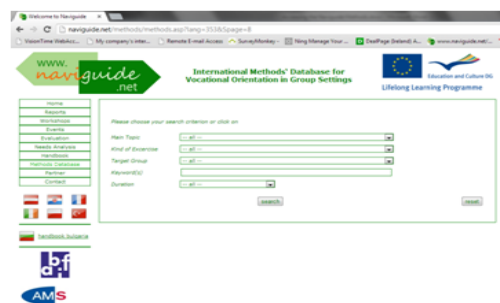 Welcome to Naviguide
naviguide.net/methods/methods.asp?lang=353&Spage=8
VisionTime WebAcc... My company's inter... Remote E-mail Access SurveyMonkey - Ning Manage Your ... DealPage (Ireland) A... www.naviguide.net/...
www.
naviguide
.net
International Methods' Database for
Vocational Orientation in Group Settings
Education and Culture DG
Lifelong Learning Programme
Home
Reports
Workshops
Events
Evaluation
Needs Analysis
Handbook
Methods Database
Partner
Contact
Please choose your search criterion or click on
Main Topic -- all --
Kind of Excercise -- all --
Target Group -- all --
Keyword(s)
Duration -- all --
search reset
handbook bulgaria
AMS